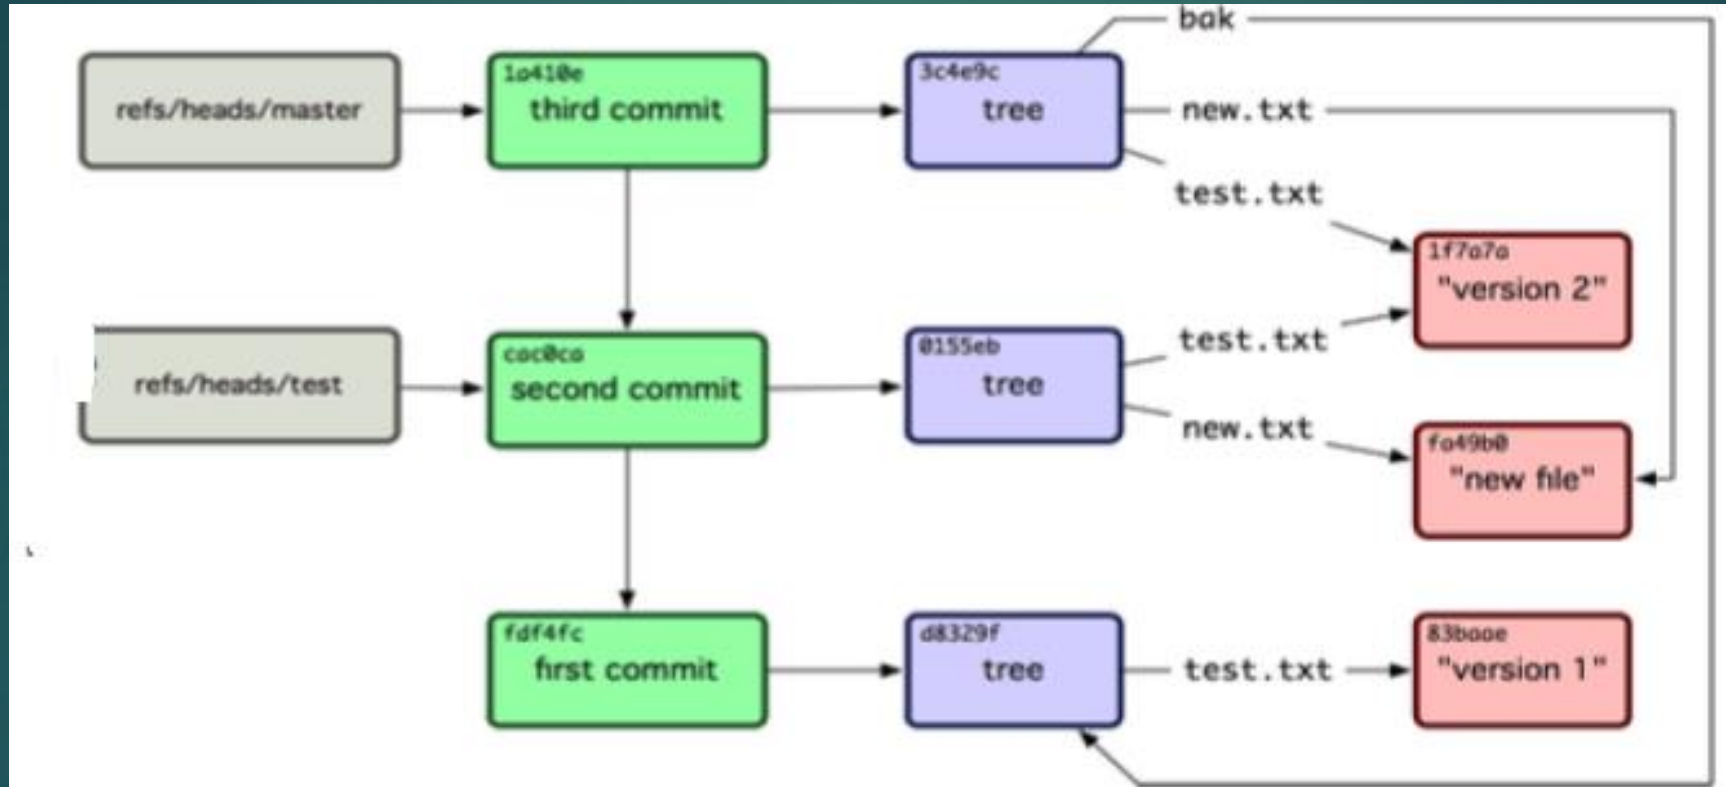 bak
refs/heads/master
1a410e
third commit
3c4e9c
tree
new.txt
test.txt
1f7a7a
"version 2"
refs/heads/test
cac0ca
second commit
0155eb
tree
test.txt
new.txt
fa49b0
"new file"
fdf4fc
first commit
d8329f
tree
test.txt
83baae
"version 1"